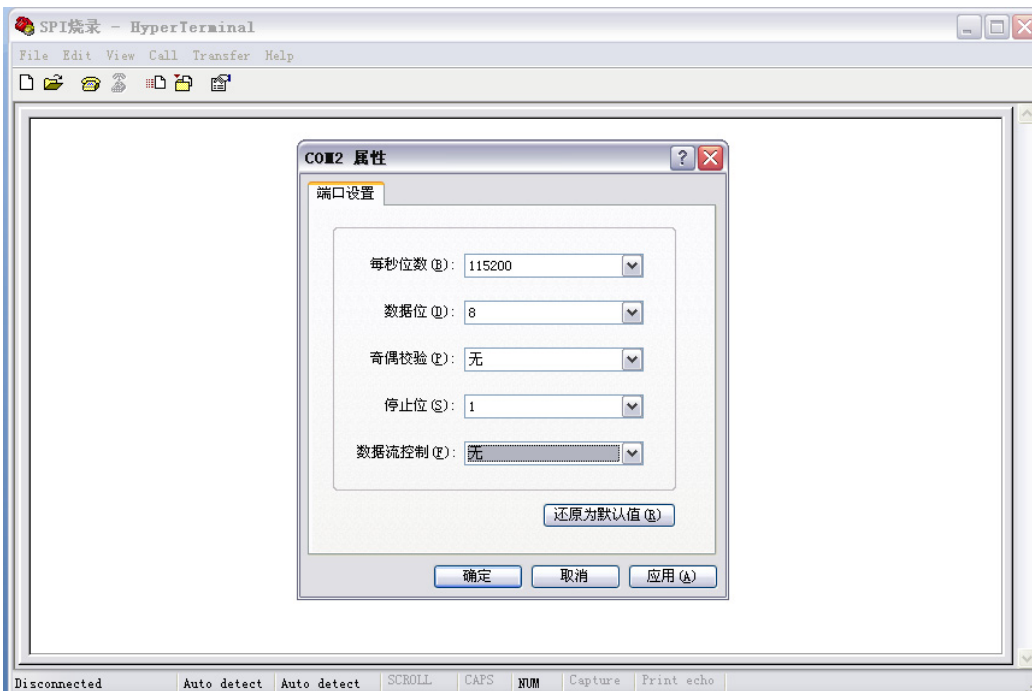 SPI烧录 - HyperTerminal
File Edit View Call Transfer Help
COM2 属性
端口设置
每秒位数(B): 115200
数据位(D): 8
奇偶校验(P): 无
停止位(S): 1
数据流控制(F): 无
还原为默认值(R)
确定 取消 应用(A)
Disconnected Auto detect Auto detect SCROLL CAPS NUM Capture Print echo